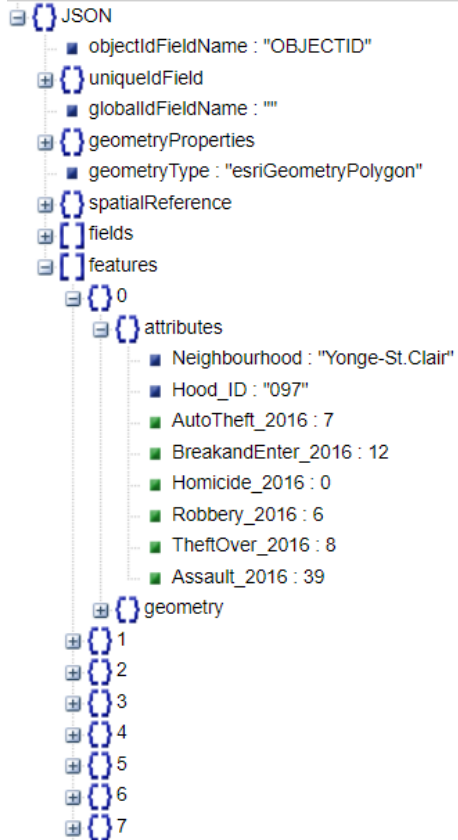 JSON
objectIdFieldName : "OBJECTID"
uniqueIdField
globalIdFieldName : ""
geometryProperties
geometryType : "esriGeometryPolygon"
spatialReference
fields
features
0
attributes
Neighbourhood : "Yonge-St.Clair"
Hood_ID : "097"
AutoTheft_2016 : 7
BreakandEnter_2016 : 12
Homicide_2016 : 0
Robbery_2016 : 6
TheftOver_2016 : 8
Assault_2016 : 39
geometry
1
2
3
4
5
6
7